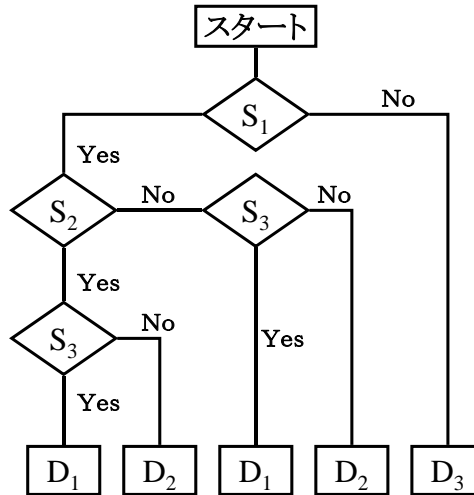 スタート
S₁
No
Yes
S₂
No
S₃
No
Yes
S₃
No
Yes
Yes
D₁
D₂
D₁
D₂
D₃